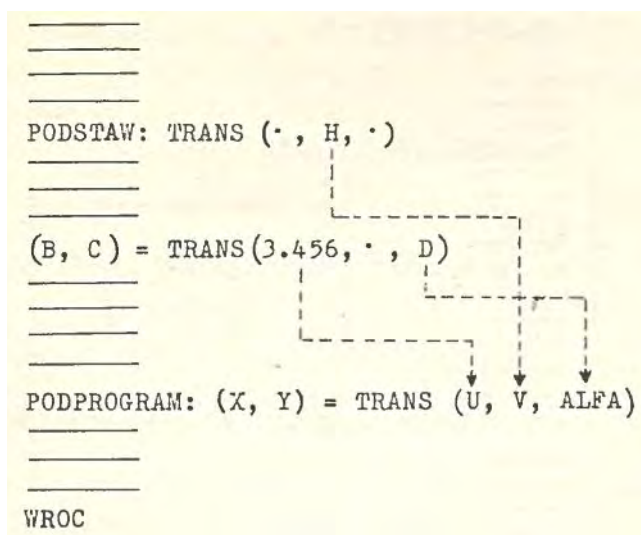 PODSTAW: TRANS (· , H, ·)
(B, C) = TRANS(3.456, · , D)
PODPROGRAM: (X, Y) = TRANS (U, V, ALFA)
WROC